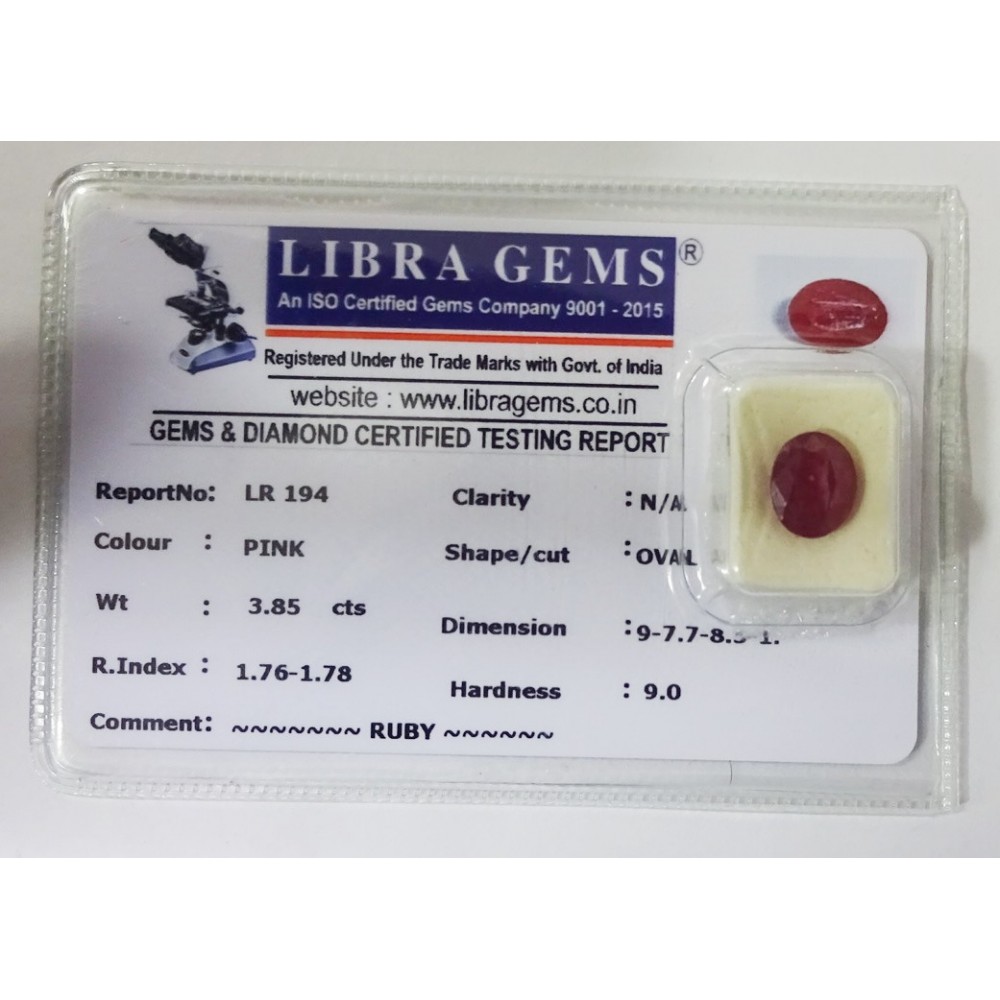 LIBRA GEMS ®
An ISO Certified Gems Company 9001 - 2015
Registered Under the Trade Marks with Govt. of India
website : www.libragems.co.in
GEMS & DIAMOND CERTIFIED TESTING REPORT
ReportNo: LR 194
Clarity : N/A
Colour : PINK
Shape/cut : OVAL
Wt : 3.85 cts
Dimension :
R.Index : 1.76-1.78
Hardness : 9.0
Comment: ~~~~~~~ RUBY ~~~~~~